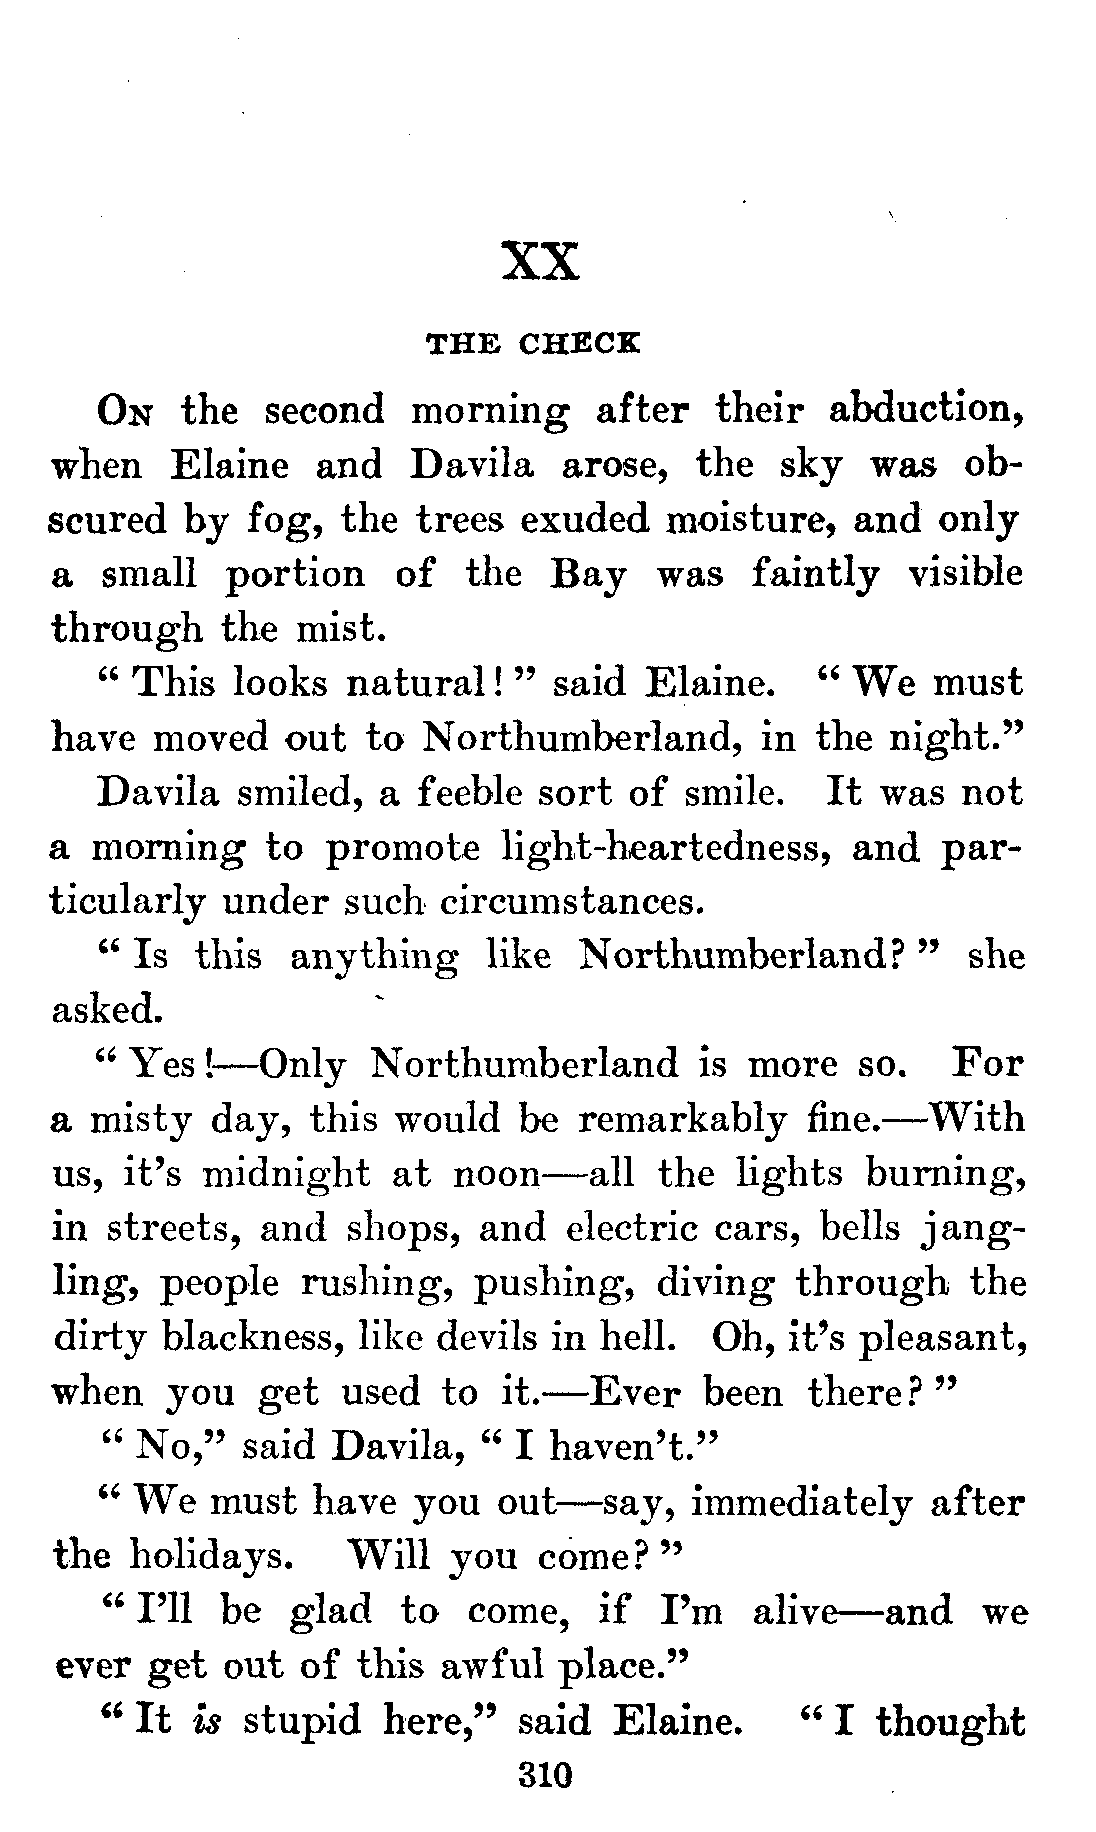 XX
THE CHECK
ON the second morning after their abduction,
when Elaine and Davila arose, the sky was ob-
scured by fog, the trees exuded moisture, and only
a small portion of the Bay was faintly visible
through the mist.
“ This looks natural! ” said Elaine. “ We must
have moved out to Northumberland, in the night.”
Davila smiled, a feeble sort of smile. It was not
a morning to promote light-heartedness, and par-
ticularly under such circumstances.
“ Is this anything like Northumberland? ” she
asked.
“ Yes!—Only Northumberland is more so. For
a misty day, this would be remarkably fine.—With
us, it’s midnight at noon—all the lights burning,
in streets, and shops, and electric cars, bells jang-
ling, people rushing, pushing, diving through the
dirty blackness, like devils in hell. Oh, it’s pleasant,
when you get used to it.—Ever been there? ”
“ No,” said Davila, “ I haven’t.”
“ We must have you out—say, immediately after
the holidays. Will you come? ”
“ I’ll be glad to come, if I’m alive—and we
ever get out of this awful place.”
“ It is stupid here,” said Elaine. “ I thought
310